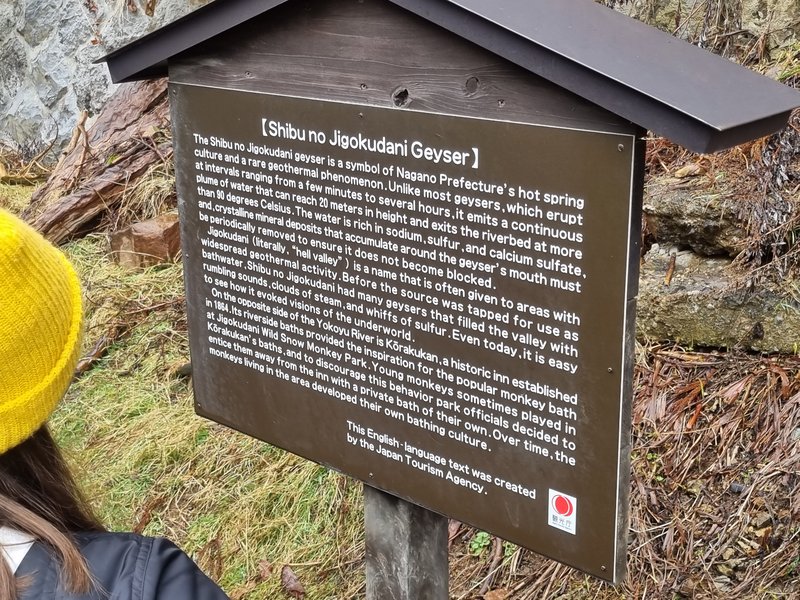 【Shibu no Jigokudani Geyser】
The Shibu no Jigokudani geyser is a symbol of Nagano Prefecture's hot spring
culture and a rare geothermal phenomenon. Unlike most geysers, which erupt
at intervals ranging from a few minutes to several hours, it emits a continuous
plume of water that can reach 20 meters in height and exits the riverbed at more
than 90 degrees Celsius. The water is rich in sodium, sulfur, and calcium sulfate,
and, crystalline mineral deposits that accumulate around the geyser's mouth must
be periodically removed to ensure it does not become blocked.
Jigokudani (literally, "hell valley") is a name that is often given to areas with
widespread geothermal activity. Before the source was tapped for use as
bathwater, Shibu no Jigokudani had many geysers that filled the valley with
rumbling sounds, clouds of steam, and whiffs of sulfur. Even today, it is easy
to see how it evoked visions of the underworld.
On the opposite side of the Yokoyu River is Kōrakukan, a historic inn established
in 1864. Its riverside baths provided the inspiration for the popular monkey bath
at Jigokudani Wild Snow Monkey Park. Young monkeys sometimes played in
Kōrakukan's baths, and to discourage this behavior park officials decided to
entice them away from the inn with a private bath of their own. Over time, the
monkeys living in the area developed their own bathing culture.
This English-language text was created
by the Japan Tourism Agency.
観光庁